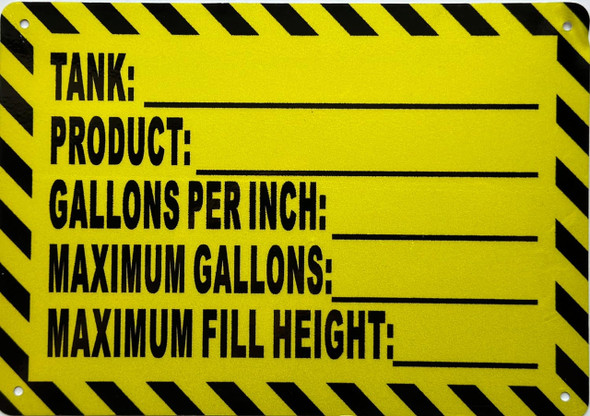 TANK:
PRODUCT:
GALLONS PER INCH:
MAXIMUM GALLONS:
MAXIMUM FILL HEIGHT: